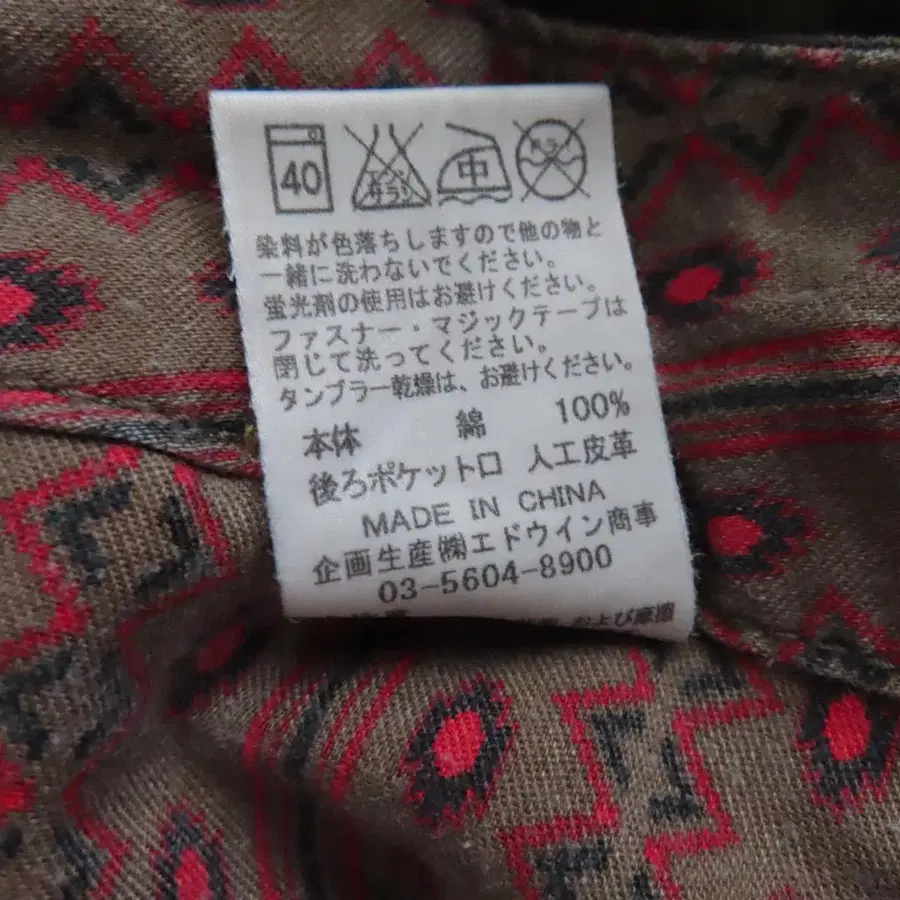 40 中
染料が色落ちしますので他の物と
一緒に洗わないでください。
蛍光剤の使用はお避けください。
ファスナー・マジックテープは
閉じて洗ってください。
タンブラー乾燥は、お避けください。
本体 綿 100%
後ろポケット口 人工皮革
MADE IN CHINA
企画生産㈱エドウイン商事
03-5604-8900
および摩擦